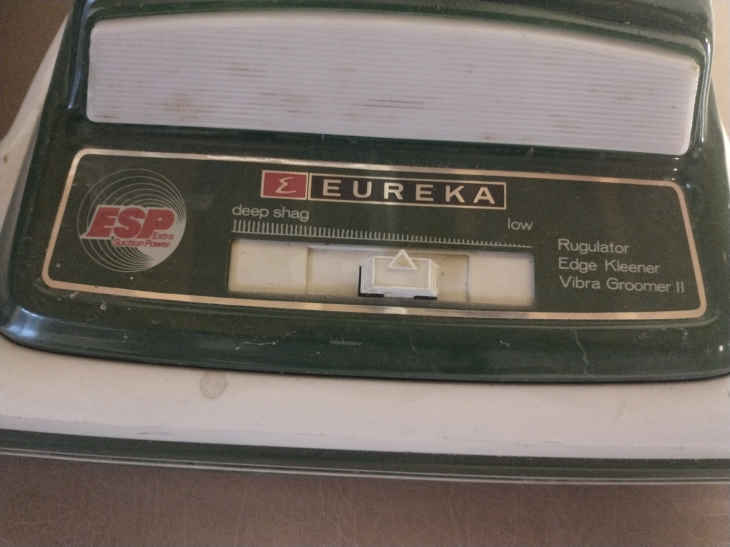 EUREKA
deep shag
low
ESP
Extra
Suction Power
Rugulator
Edge Kleener
Vibra Groomer II